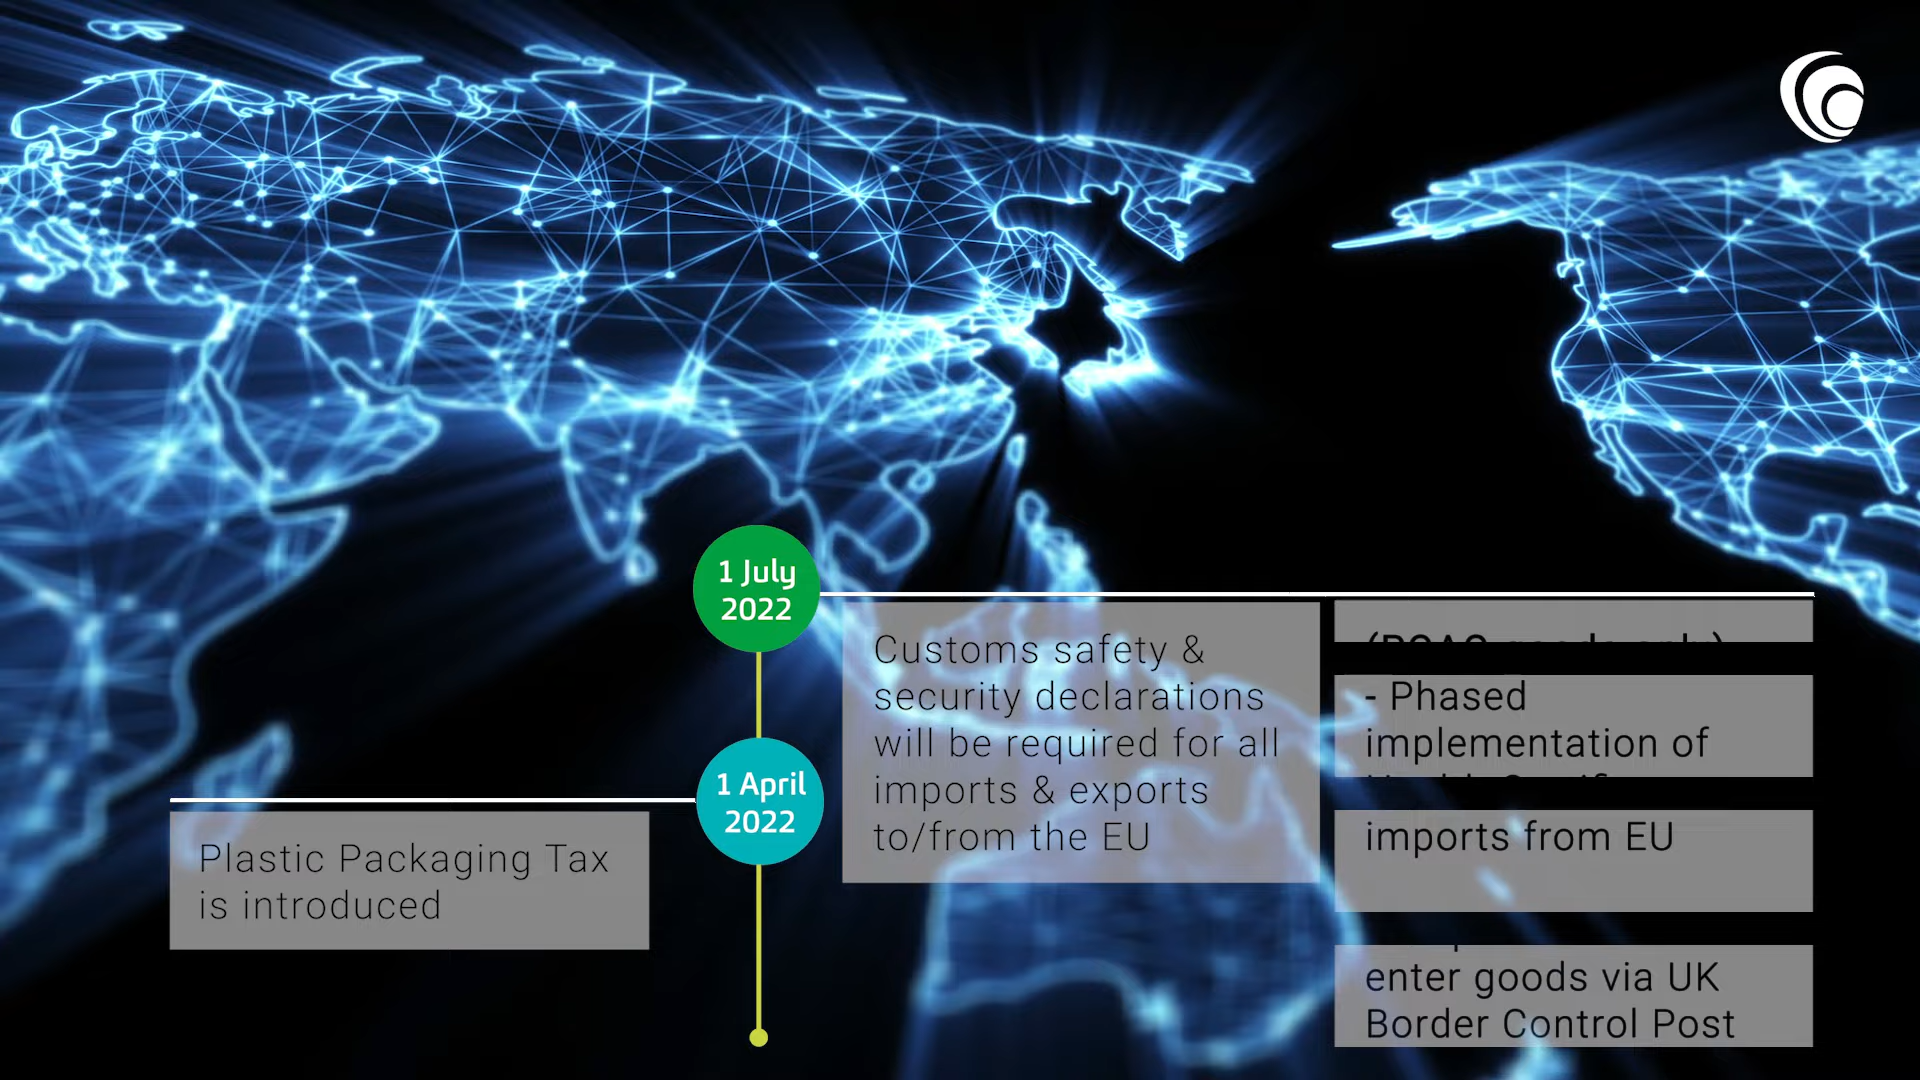 1 July
2022
Customs safety &
security declarations
will be required for all
imports & exports
to/from the EU
- Phased
implementation of
imports from EU
enter goods via UK
Border Control Post
1 April
2022
Plastic Packaging Tax
is introduced